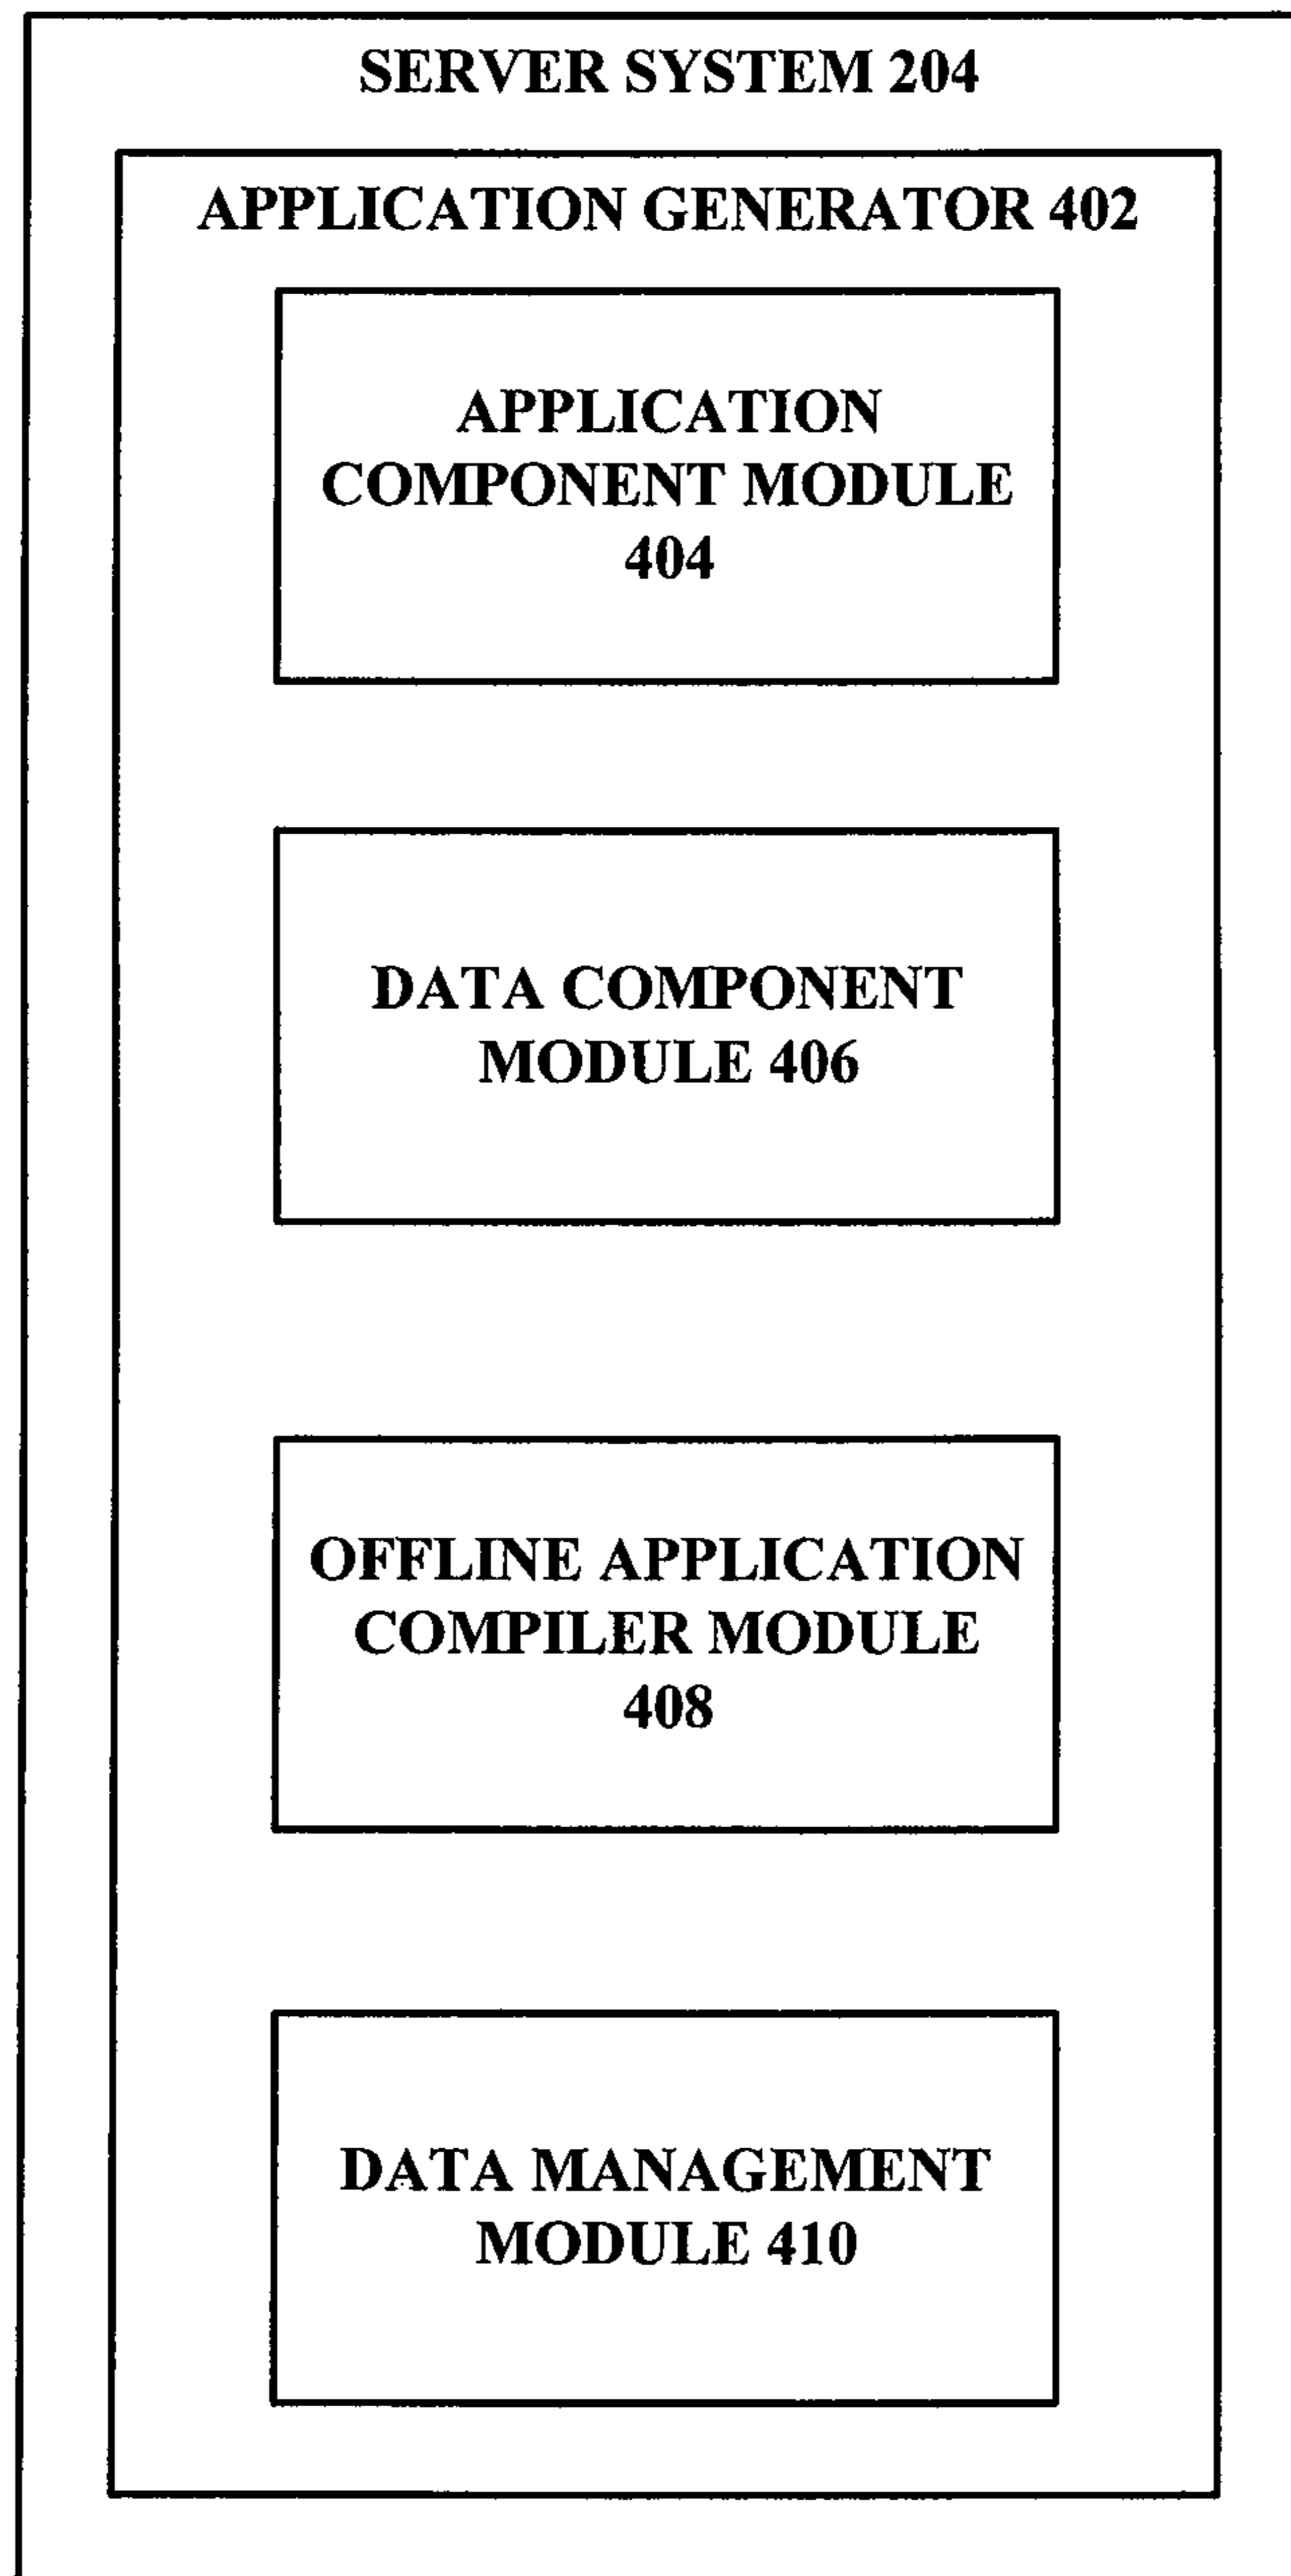 SERVER SYSTEM 204
APPLICATION GENERATOR 402
APPLICATION
COMPONENT MODULE
404
DATA COMPONENT
MODULE 406
OFFLINE APPLICATION
COMPILER MODULE
408
DATA MANAGEMENT
MODULE 410